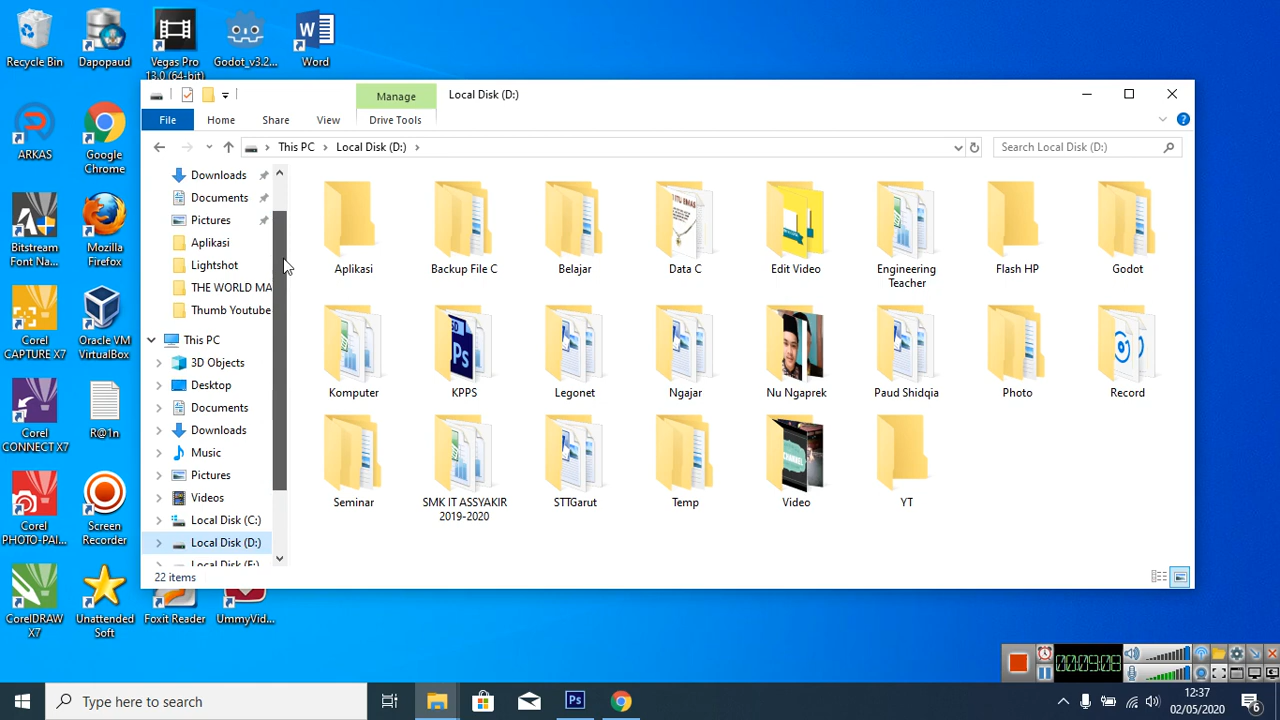 Recycle Bin
Dapopaud
Vegas Pro
13.0 (64-bit)
Godot_v3.2...
Word
ARKAS
Google
Chrome
Bitstream
Font Na...
Mozilla
Firefox
Corel
CAPTURE X7
Oracle VM
VirtualBox
Corel
CONNECT X7
R@1n
Corel
PHOTO-PAI...
Screen
Recorder
CorelDRAW
X7
Unattended
Soft
Foxit Reader
UmmyVid...
Manage
Local Disk (D:)
File
Home
Share
View
Drive Tools
This PC
Local Disk (D:)
Search Local Disk (D:)
Downloads
Documents
Pictures
Aplikasi
Lightshot
THE WORLD MA
Thumb Youtube
This PC
3D Objects
Desktop
Documents
Downloads
Music
Pictures
Videos
Local Disk (C:)
Local Disk (D:)
Aplikasi
Backup File C
Belajar
Data C
Edit Video
Engineering
Teacher
Flash HP
Godot
Komputer
KPPS
Legonet
Ngajar
Nu Ngaprek
Paud Shidqia
Photo
Record
Seminar
SMK IT ASSYAKIR
2019-2020
STTGarut
Temp
Video
YT
22 items
00:09:08
Type here to search
Ps
12:37
02/05/2020
6